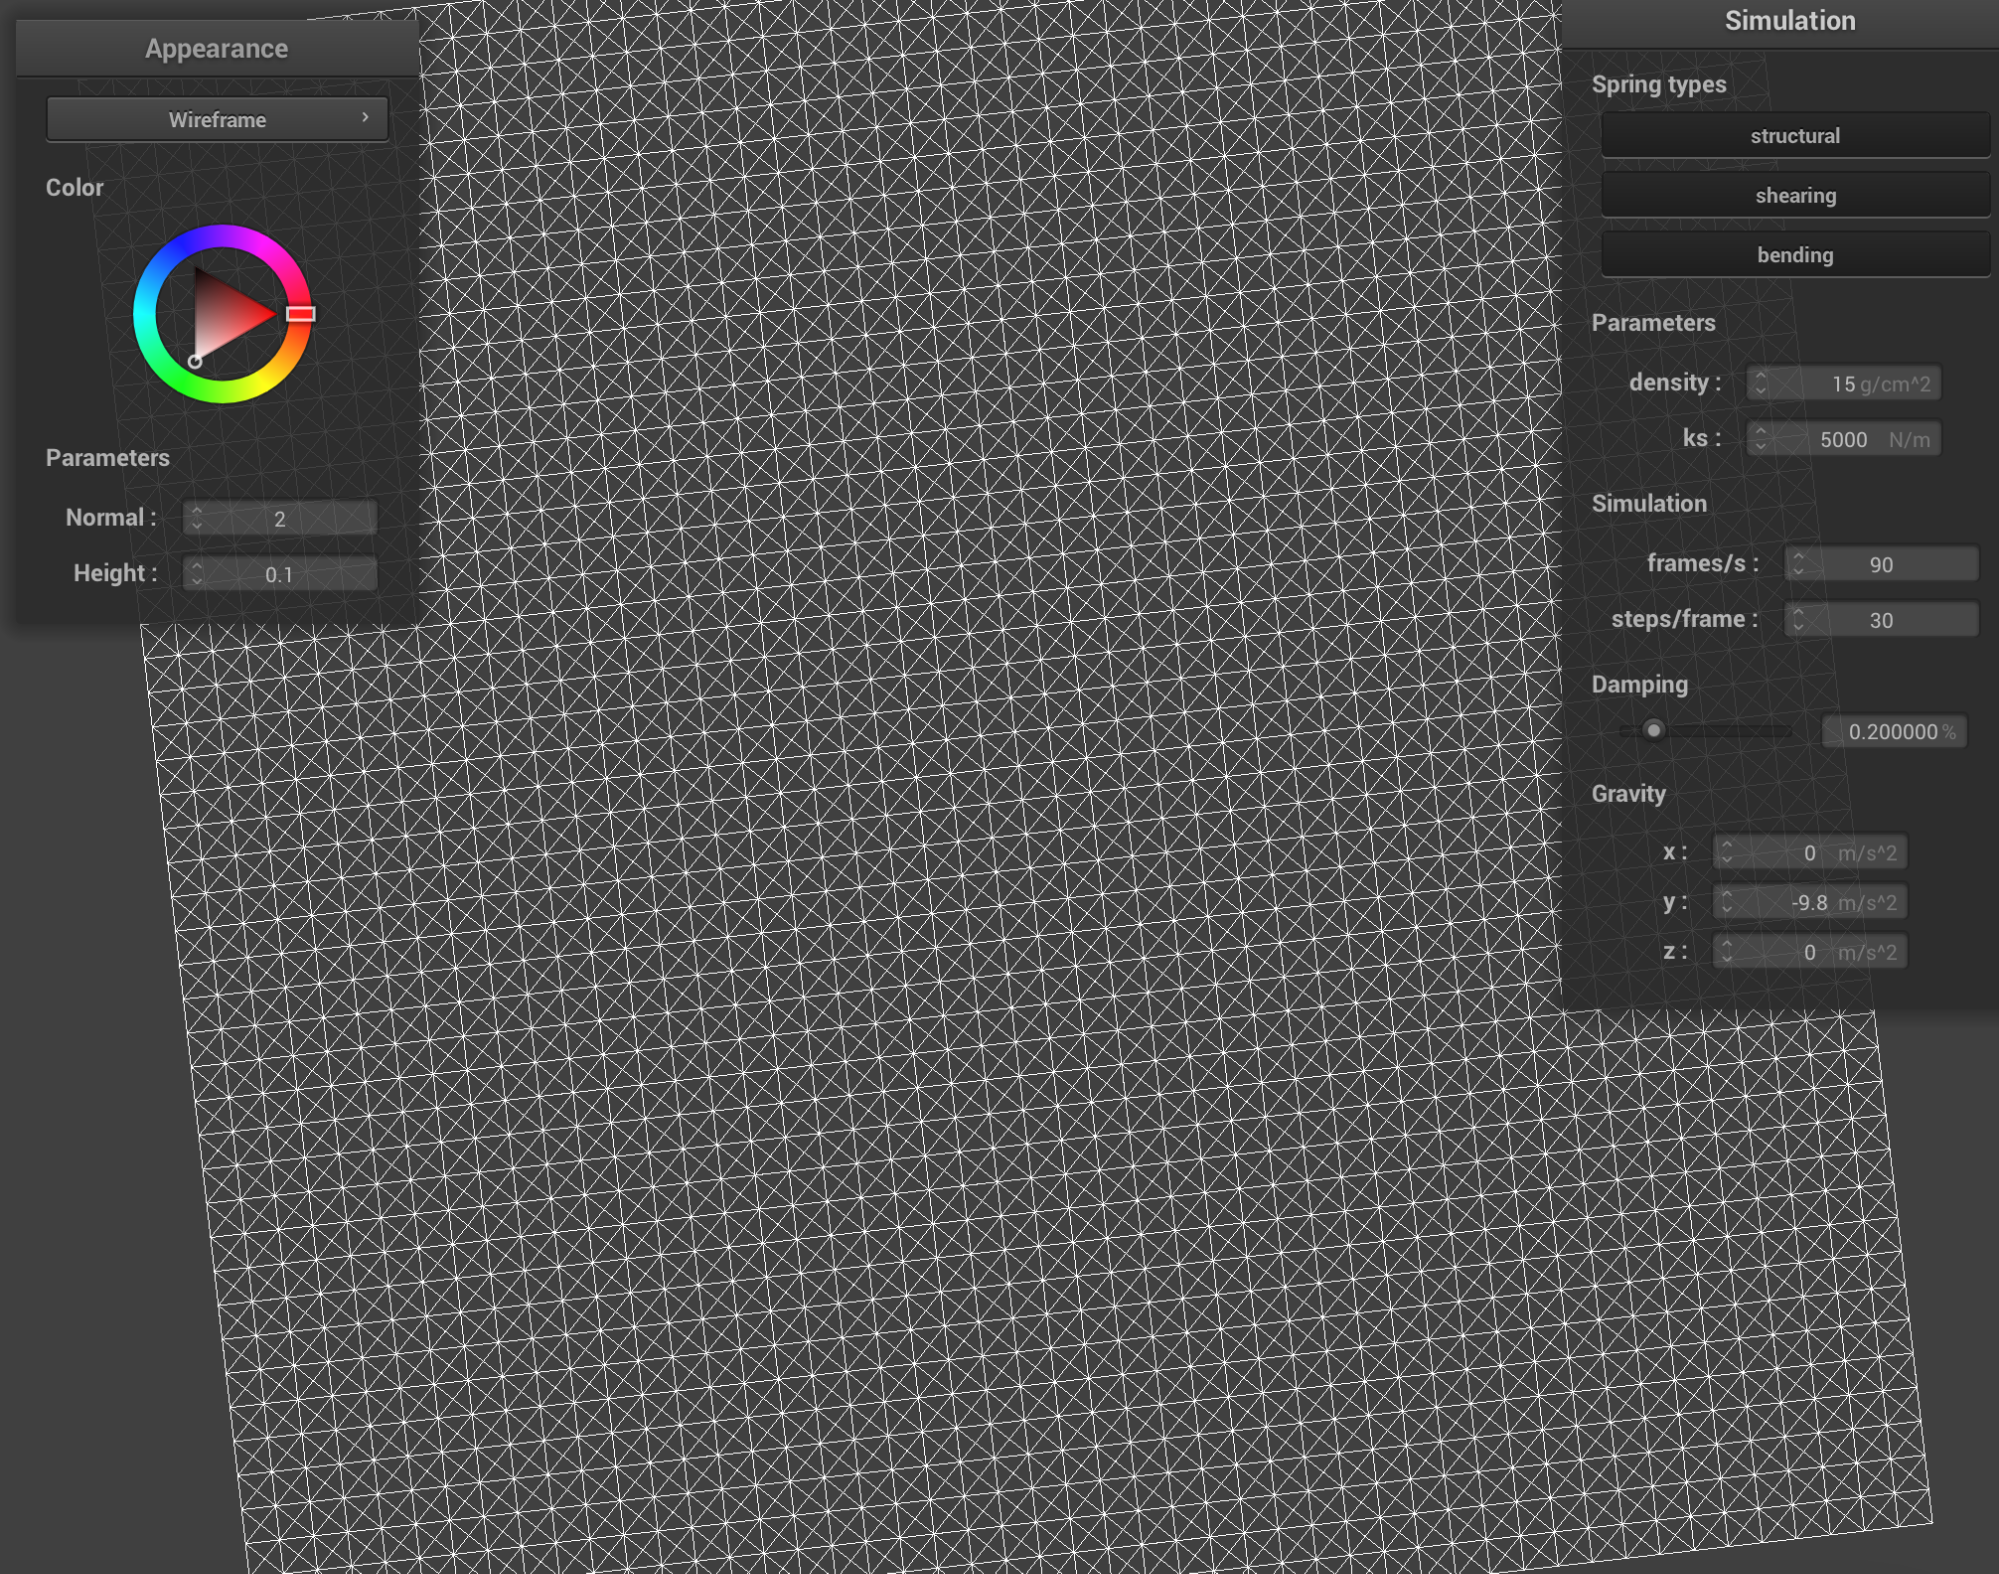 Appearance
Wireframe
Color
Parameters
Normal : 2
Height : 0.1
Simulation
Spring types
structural
shearing
bending
Parameters
density : 15 g/cm^2
ks : 5000 N/m
Simulation
frames/s : 90
steps/frame : 30
Damping
0.200000 %
Gravity
x : 0 m/s^2
y : -9.8 m/s^2
z : 0 m/s^2